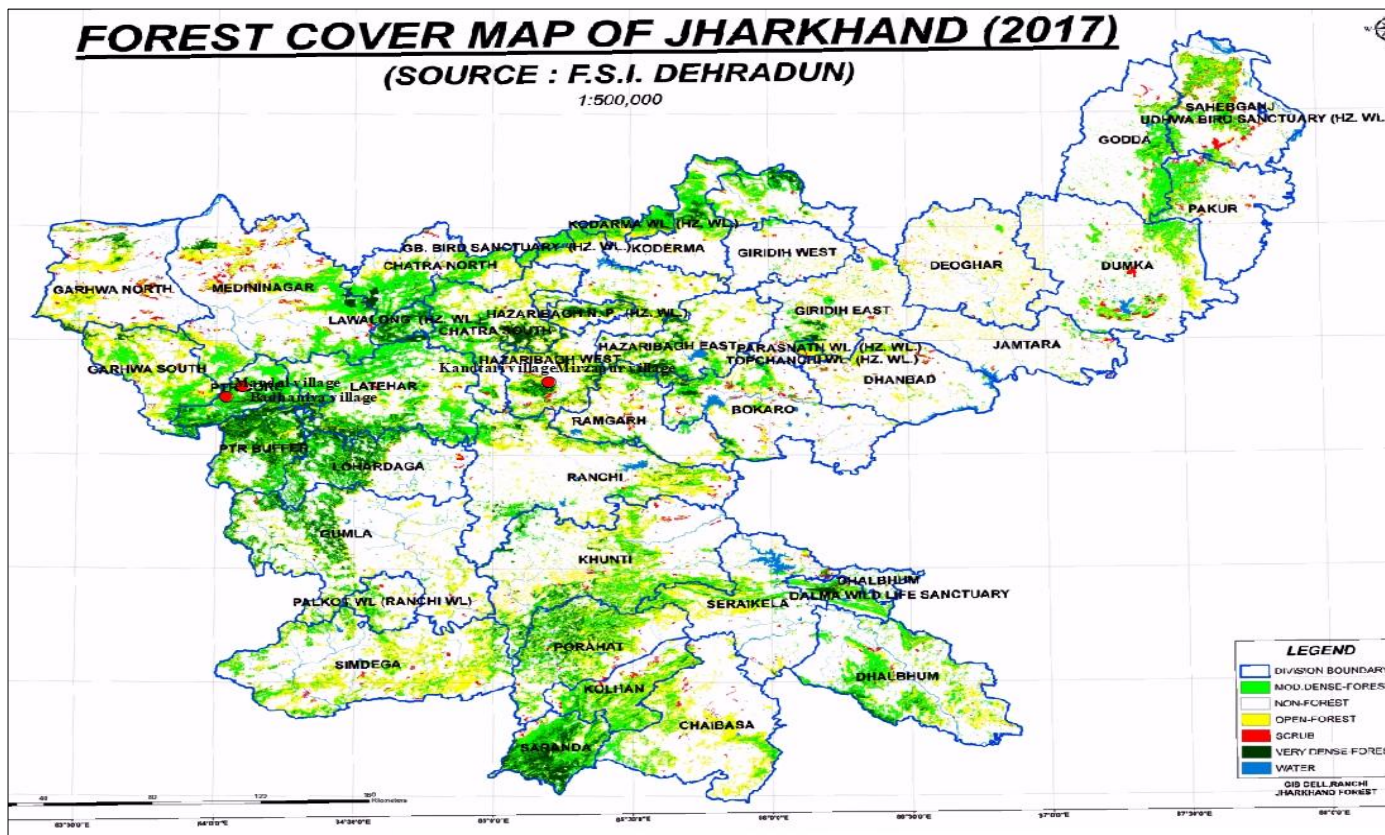 FOREST COVER MAP OF JHARKHAND (2017)
(SOURCE : F.S.I. DEHRADUN)
1:500,000
W
SAHEBGANJ
UDHWA BIRD SANCTUARY (HZ. WL.
GODDA
PAKUR
KODARMA WL. (HZ. WL.)
GB. BIRD SANCTUARY (HZ. WL.)
KODERMA
GIRIDIH WEST
CHATRA NORTH
DEOGHAR
DUMKA
GARHWA NORTH
MEDININAGAR
LAWALONG (HZ. WL.
HAZARIBAGH N. P. (HZ. WL.)
GIRIDIH EAST
CHATRA SOUTH
HAZARIBAGH EAST
PARASNATH WL. (HZ. WL.)
JAMTARA
HAZARIBAGH WEST
TOPCHANCHI WL. (HZ. WL.)
GARHWA SOUTH
Mirzapur village
DHANBAD
LATEHAR
village
village
BOKARO
RAMGARH
PTR BUFFER
LOHARDAGA
RANCHI
GUMLA
KHUNTI
DALMA WILD LIFE SANCTUARY
PALKOT WL (RANCHI WL)
SERAIKELA
PORAHAT
SIMDEGA
KOLHAN
DHALBHUM
CHAIBASA
SARANDA
LEGEND
DIVISION BOUNDARY
MOD.DENSE-FOREST
NON-FOREST
OPEN-FOREST
SCRUB
VERY DENSE-FOREST
WATER
GIS CELL,RANCHI
JHARKHAND FOREST
80
120
Kilometers